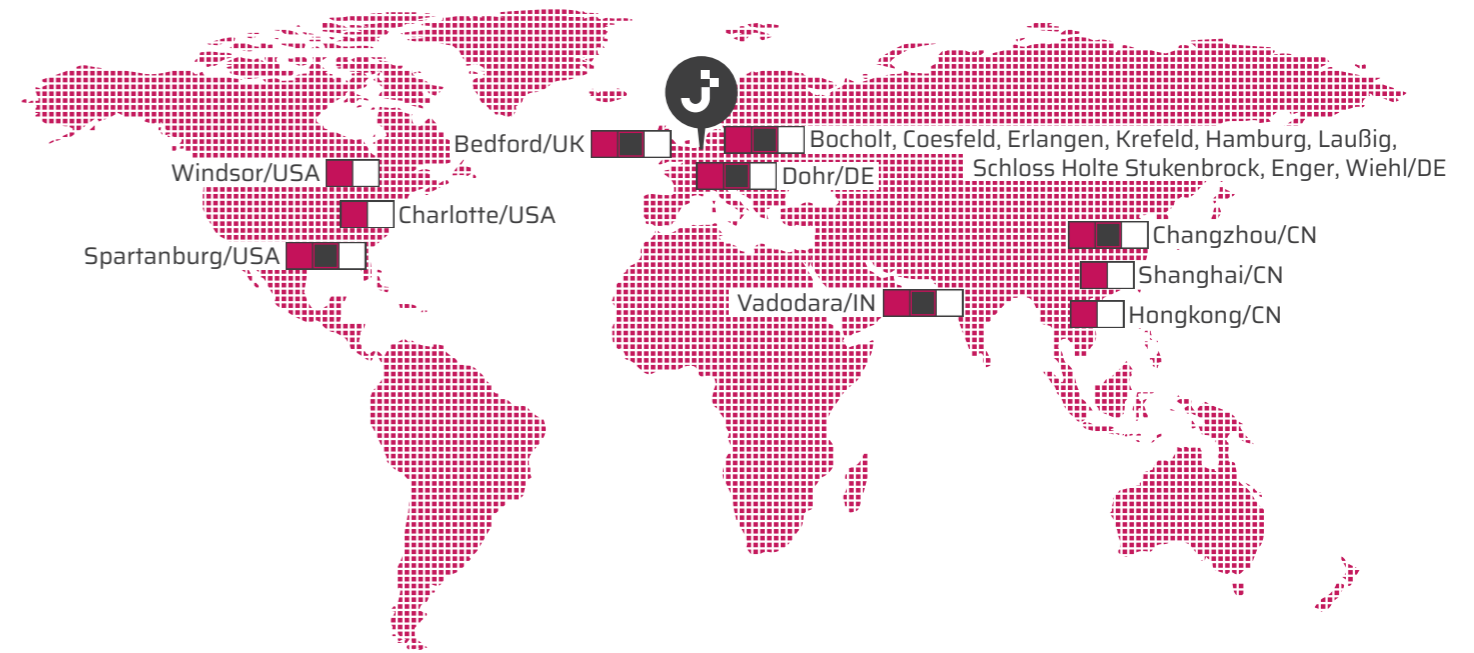 Bedford/UK
Bocholt, Coesfeld, Erlangen, Krefeld, Hamburg, Laußig,
Schloss Holte Stukenbrock, Enger, Wiehl/DE
Windsor/USA
Dohr/DE
Charlotte/USA
Changzhou/CN
Spartanburg/USA
Shanghai/CN
Vadodara/IN
Hongkong/CN